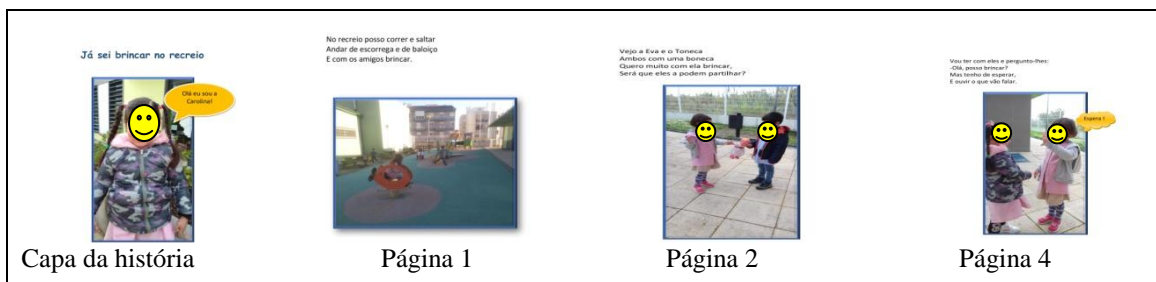 Já sei brincar no recreio
Olá eu sou a
Carolina!
Capa da história
No recreio posso correr e saltar
Andar de escorrega e de baloiço
E com os amigos brincar.
Página 1
Vejo a Eva e o Toneca
Ambos com uma boneca
Quero muito com ela brincar,
Será que eles a podem partilhar?
Página 2
Vou ter com eles e pergunto-lhes:
-Olá, posso brincar?
Mas tenho de esperar,
E ouvir o que vão falar.
Espera !
Página 4